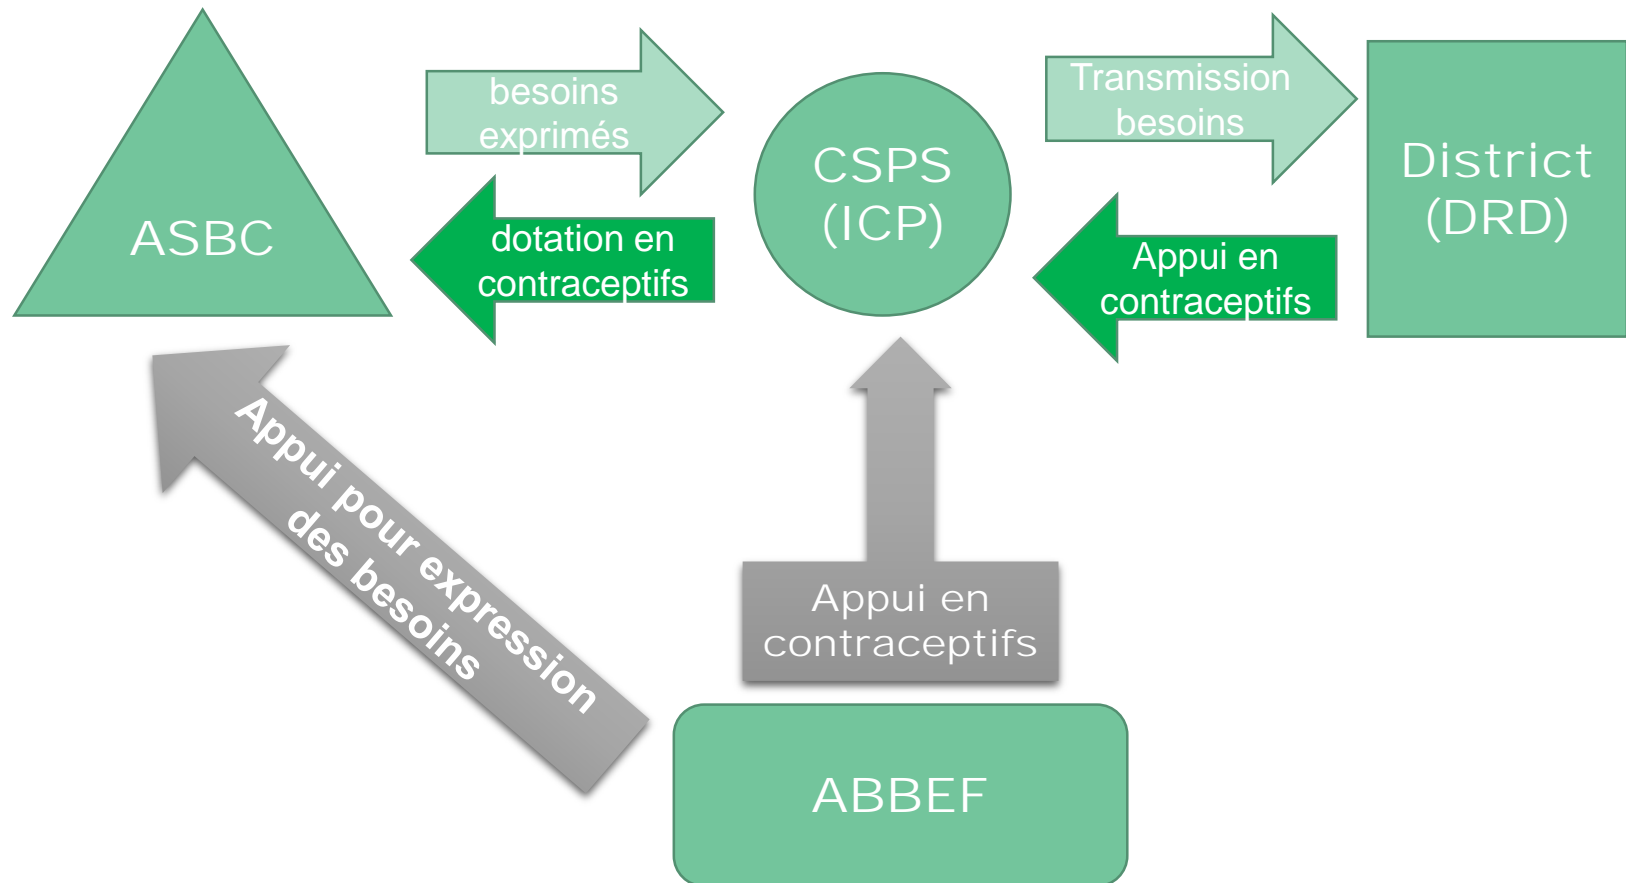 ASBC
besoins
exprimés
dotation en
contraceptifs
CSPS
(ICP)
Transmission
besoins
Appui en
contraceptifs
District
(DRD)
Appui pour expression
des besoins
Appui en
contraceptifs
ABBEF